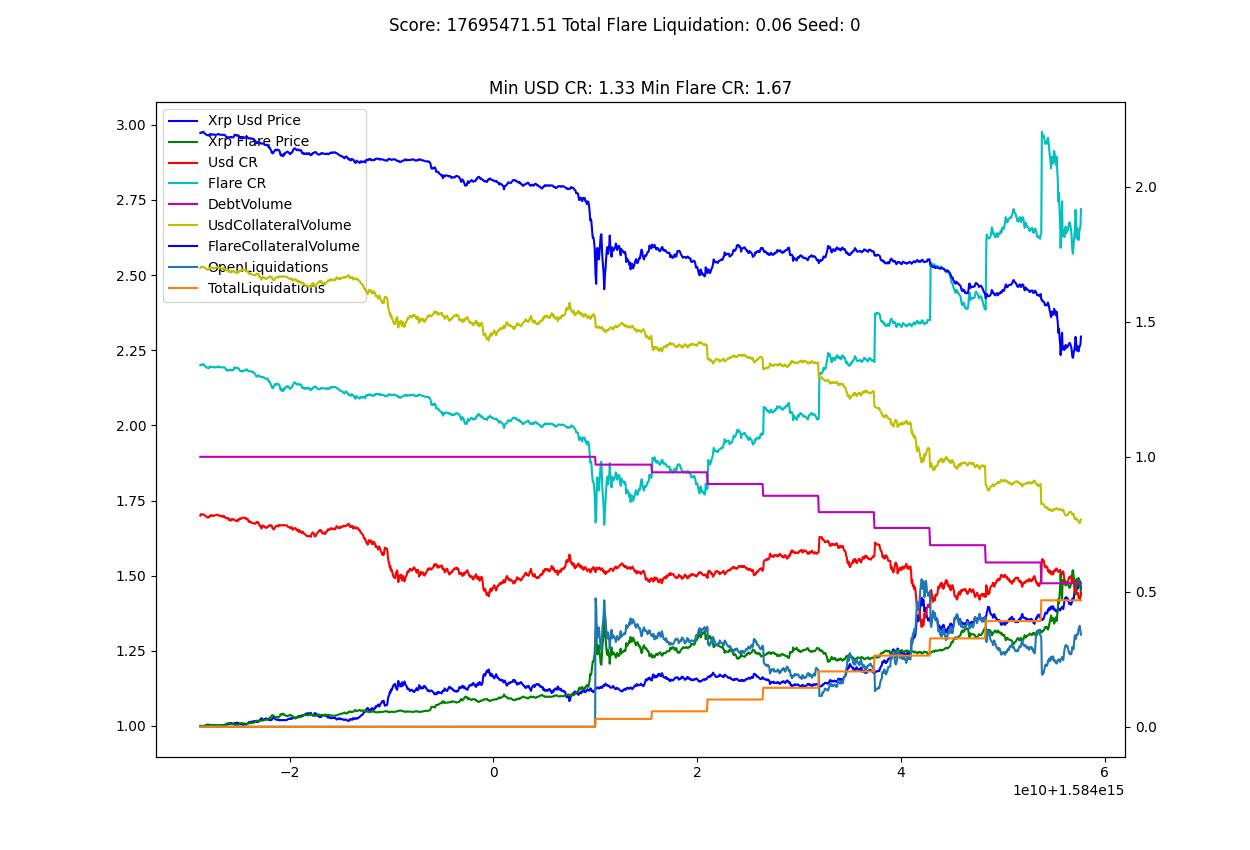 Score: 17695471.51 Total Flare Liquidation: 0.06 Seed: 0
Min USD CR: 1.33 Min Flare CR: 1.67
Xrp Usd Price
Xrp Flare Price
Usd CR
Flare CR
DebtVolume
UsdCollateralVolume
FlareCollateralVolume
OpenLiquidations
TotalLiquidations
3.00
2.75
2.50
2.25
2.00
1.75
1.50
1.25
1.00
2.0
1.5
1.0
0.5
0.0
−2 0 2 4 6
1e10+1.584e15